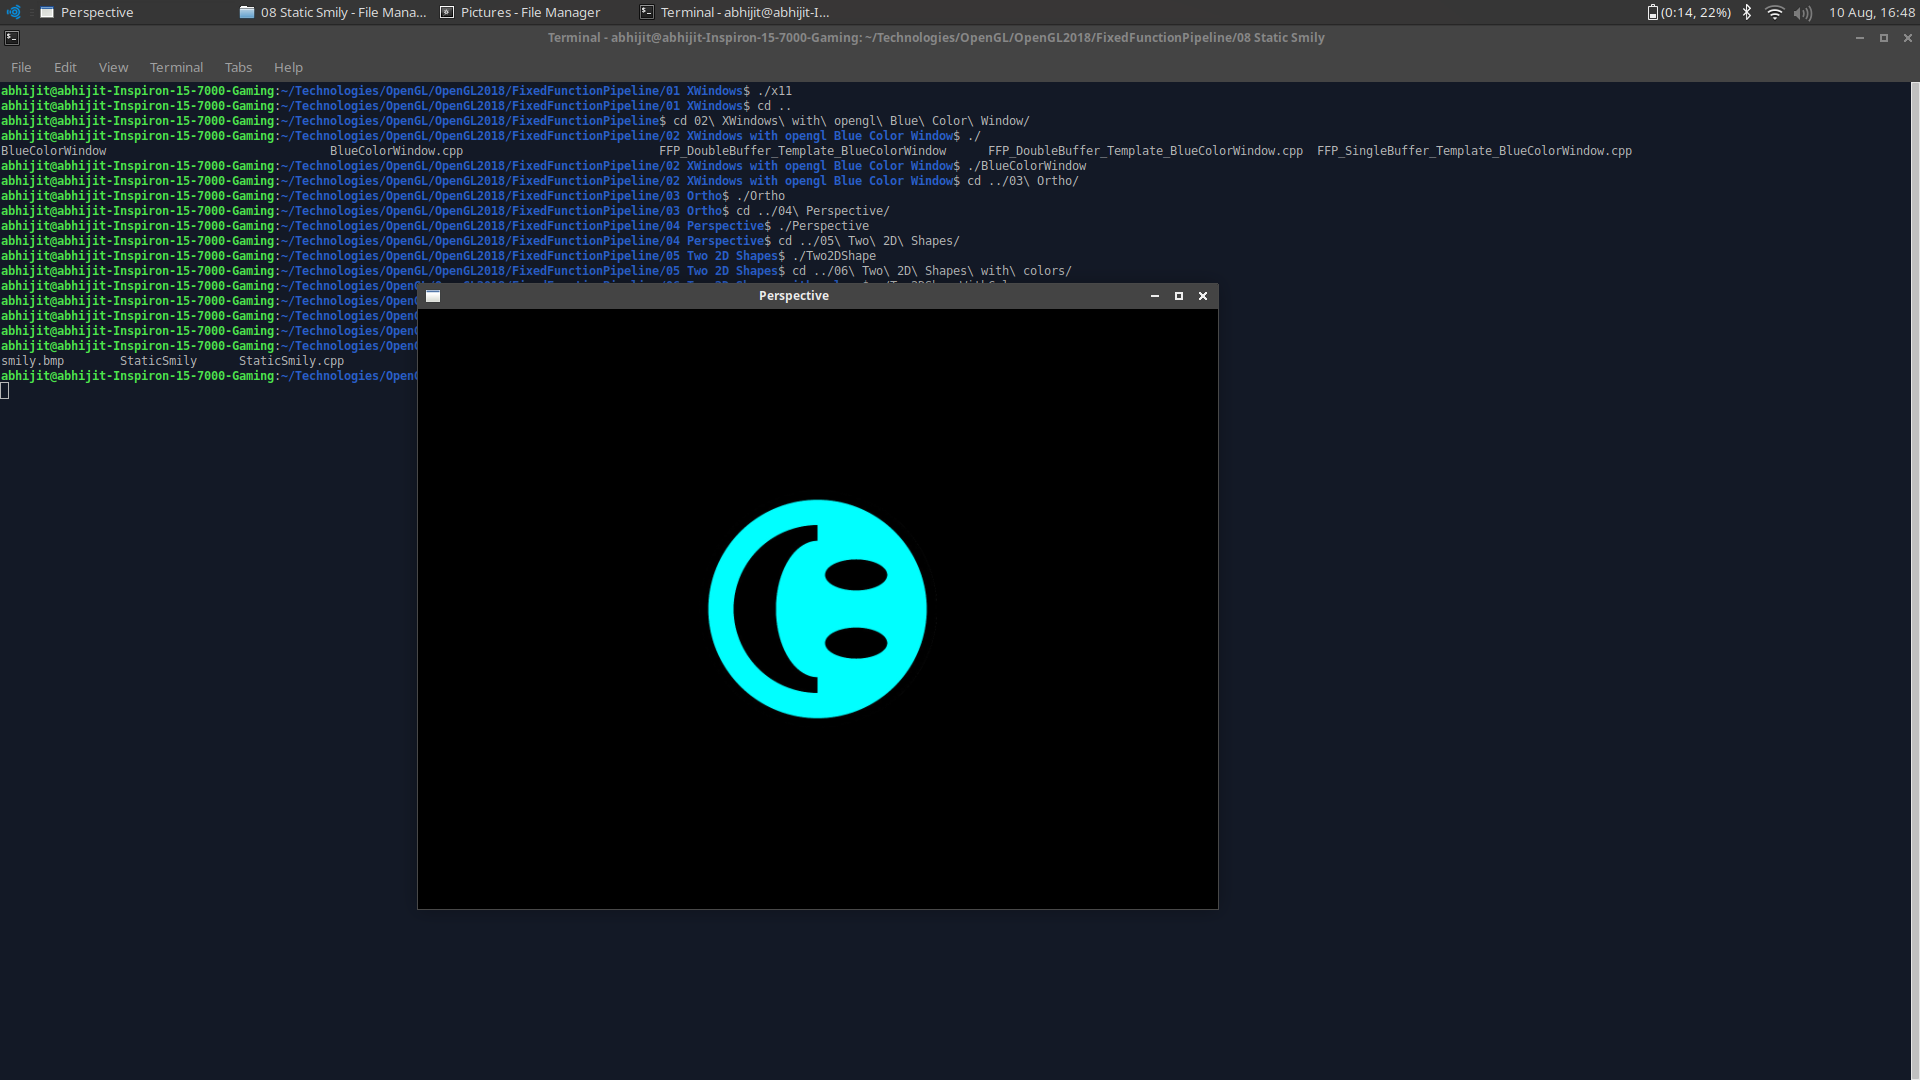 Perspective
08 Static Smily - File Mana...
Pictures - File Manager
Terminal - abhijit@abhijit-I...
(0:14, 22%)
10 Aug, 16:48
Terminal - abhijit@abhijit-Inspiron-15-7000-Gaming: ~/Technologies/OpenGL/OpenGL2018/FixedFunctionPipeline/08 Static Smily
File Edit View Terminal Tabs Help
abhijit@abhijit-Inspiron-15-7000-Gaming:~/Technologies/OpenGL/OpenGL2018/FixedFunctionPipeline/01 XWindows$ ./x11
abhijit@abhijit-Inspiron-15-7000-Gaming:~/Technologies/OpenGL/OpenGL2018/FixedFunctionPipeline/01 XWindows$ cd ..
abhijit@abhijit-Inspiron-15-7000-Gaming:~/Technologies/OpenGL/OpenGL2018/FixedFunctionPipeline$ cd 02\ XWindows\ with\ opengl\ Blue\ Color\ Window/
abhijit@abhijit-Inspiron-15-7000-Gaming:~/Technologies/OpenGL/OpenGL2018/FixedFunctionPipeline/02 XWindows with opengl Blue Color Window$ ./
BlueColorWindow BlueColorWindow.cpp FFP_DoubleBuffer_Template_BlueColorWindow FFP_DoubleBuffer_Template_BlueColorWindow.cpp FFP_SingleBuffer_Template_BlueColorWindow.cpp
abhijit@abhijit-Inspiron-15-7000-Gaming:~/Technologies/OpenGL/OpenGL2018/FixedFunctionPipeline/02 XWindows with opengl Blue Color Window$ ./BlueColorWindow
abhijit@abhijit-Inspiron-15-7000-Gaming:~/Technologies/OpenGL/OpenGL2018/FixedFunctionPipeline/02 XWindows with opengl Blue Color Window$ cd ../03\ Ortho/
abhijit@abhijit-Inspiron-15-7000-Gaming:~/Technologies/OpenGL/OpenGL2018/FixedFunctionPipeline/03 Ortho$ ./Ortho
abhijit@abhijit-Inspiron-15-7000-Gaming:~/Technologies/OpenGL/OpenGL2018/FixedFunctionPipeline/03 Ortho$ cd ../04\ Perspective/
abhijit@abhijit-Inspiron-15-7000-Gaming:~/Technologies/OpenGL/OpenGL2018/FixedFunctionPipeline/04 Perspective$ ./Perspective
abhijit@abhijit-Inspiron-15-7000-Gaming:~/Technologies/OpenGL/OpenGL2018/FixedFunctionPipeline/04 Perspective$ cd ../05\ Two\ 2D\ Shapes/
abhijit@abhijit-Inspiron-15-7000-Gaming:~/Technologies/OpenGL/OpenGL2018/FixedFunctionPipeline/05 Two 2D Shapes$ ./Two2DShape
abhijit@abhijit-Inspiron-15-7000-Gaming:~/Technologies/OpenGL/OpenGL2018/FixedFunctionPipeline/05 Two 2D Shapes$ cd ../06\ Two\ 2D\ Shapes\ with\ colors/
abhijit@abhijit-Inspiron-15-7000-Gaming:~/Technologies/Open
abhijit@abhijit-Inspiron-15-7000-Gaming:~/Technologies/Open
abhijit@abhijit-Inspiron-15-7000-Gaming:~/Technologies/Open
abhijit@abhijit-Inspiron-15-7000-Gaming:~/Technologies/Open
abhijit@abhijit-Inspiron-15-7000-Gaming:~/Technologies/Open
smily.bmp StaticSmily StaticSmily.cpp
abhijit@abhijit-Inspiron-15-7000-Gaming:~/Technologies/Open
Perspective